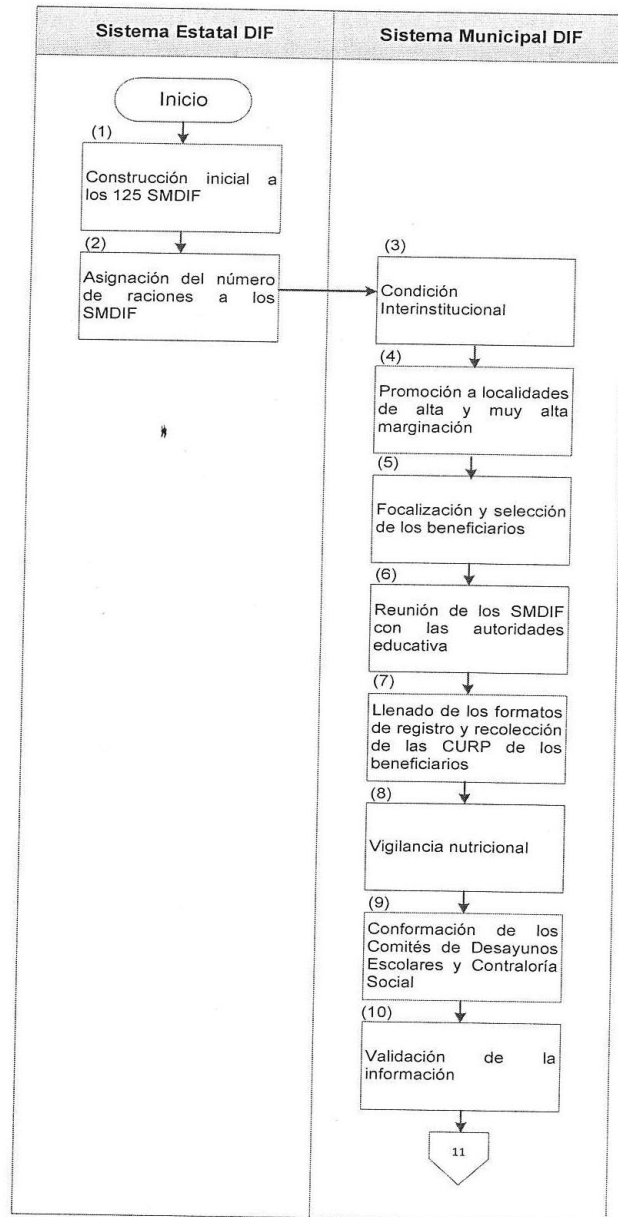 Sistema Estatal DIF
Sistema Municipal DIF
Inicio
(1)
Construcción inicial a
los 125 SMDIF
(2)
Asignación del número
de raciones a los
SMDIF
(3)
Condición
Interinstitucional
(4)
Promoción a localidades
de alta y muy alta
marginación
(5)
Focalización y selección
de los beneficiarios
(6)
Reunión de los SMDIF
con las autoridades
educativa
(7)
Llenado de los formatos
de registro y recolección
de las CURP de los
beneficiarios
(8)
Vigilancia nutricional
(9)
Conformación de los
Comités de Desayunos
Escolares y Contraloría
Social
(10)
Validación de la
información
11